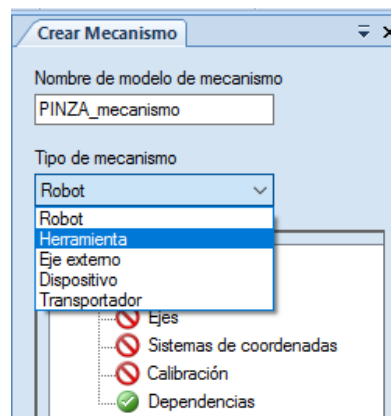 Crear Mecanismo
Nombre de modelo de mecanismo
PINZA_mecanismo
Tipo de mecanismo
Robot
Robot
Herramienta
Eje externo
Dispositivo
Transportador
Ejes
Sistemas de coordenadas
Calibración
Dependencias